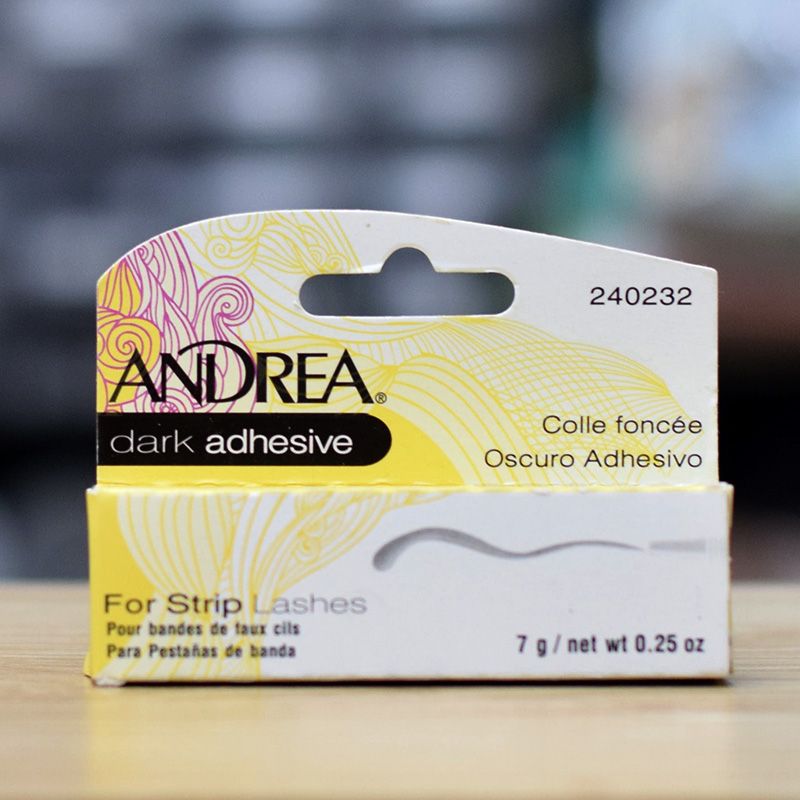 240232
ANDREA®
dark adhesive
Colle foncée
Oscuro Adhesivo
For Strip Lashes
Pour bandes de faux cils
Para Pestañas de banda
7 g / net wt 0.25 oz